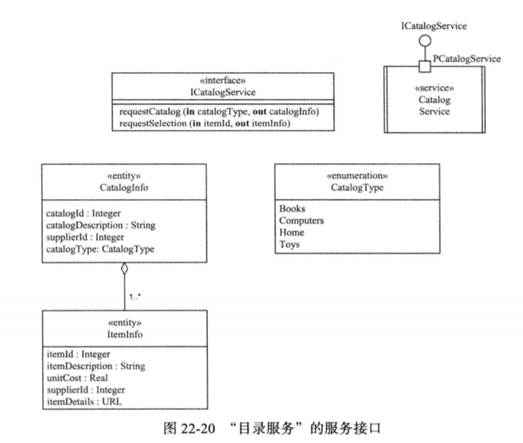 ICatalogService
PCatalogService
«service»
Catalog
Service
«interface»
ICatalogService
requestCatalog (in catalogType, out catalogInfo)
requestSelection (in itemId, out itemInfo)
«entity»
CatalogInfo
catalogId : Integer
catalogDescription : String
supplierId : Integer
catalogType: CatalogType
«enumeration»
CatalogType
Books
Computers
Home
Toys
1..*
«entity»
ItemInfo
itemId : Integer
itemDescription : String
unitCost : Real
supplierId : Integer
itemDetails : URL
图 22-20 “目录服务”的服务接口